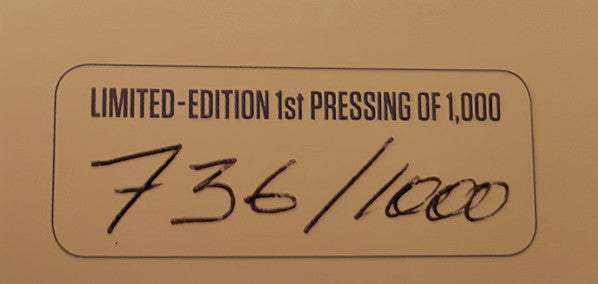 LIMITED-EDITION 1st PRESSING OF 1,000
736/1000